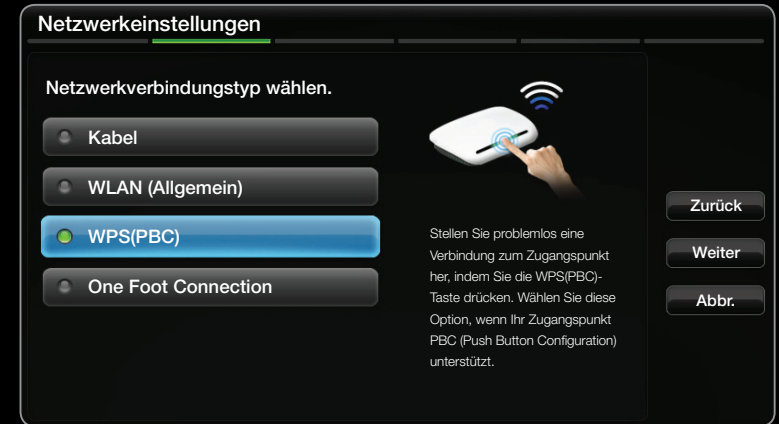 Netzwerkeinstellungen
Netzwerkverbindungstyp wählen.
Kabel
WLAN (Allgemein)
WPS(PBC)
One Foot Connection
Stellen Sie problemlos eine
Verbindung zum Zugangspunkt
her, indem Sie die WPS(PBC)-
Taste drücken. Wählen Sie diese
Option, wenn Ihr Zugangspunkt
PBC (Push Button Configuration)
unterstützt.
Zurück
Weiter
Abbr.